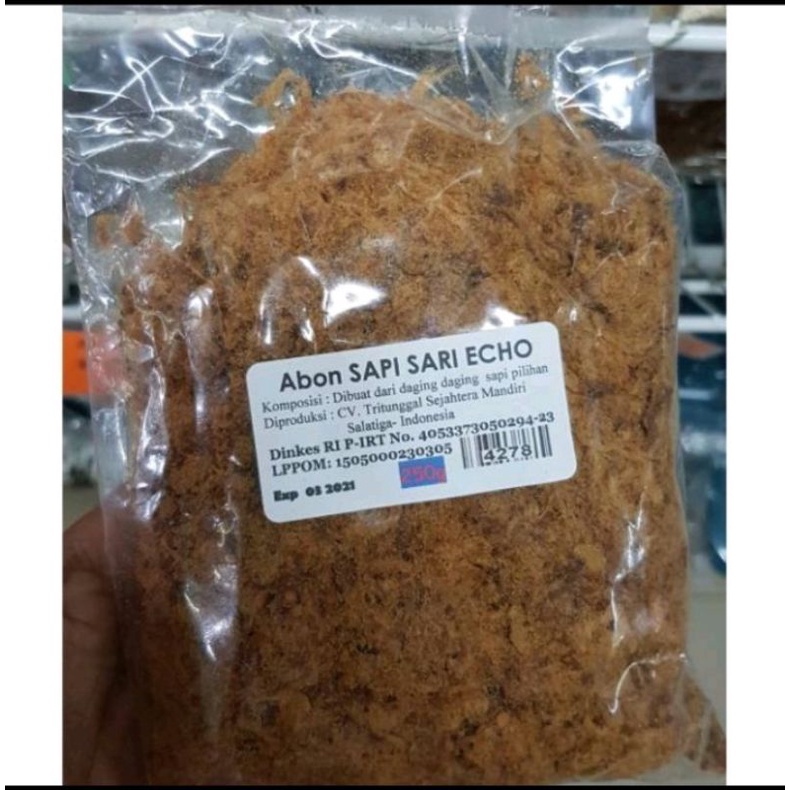 Abon SAPI SARI ECHO
Komposisi : Dibuat dari daging daging sapi pilihan
Diproduksi : CV. Tritunggal Sejahtera Mandiri
Salatiga- Indonesia
Dinkes RI P-IRT No. 4053373050294-23
LPPOM: 1505000230305
4278
250g
Exp 03 2021